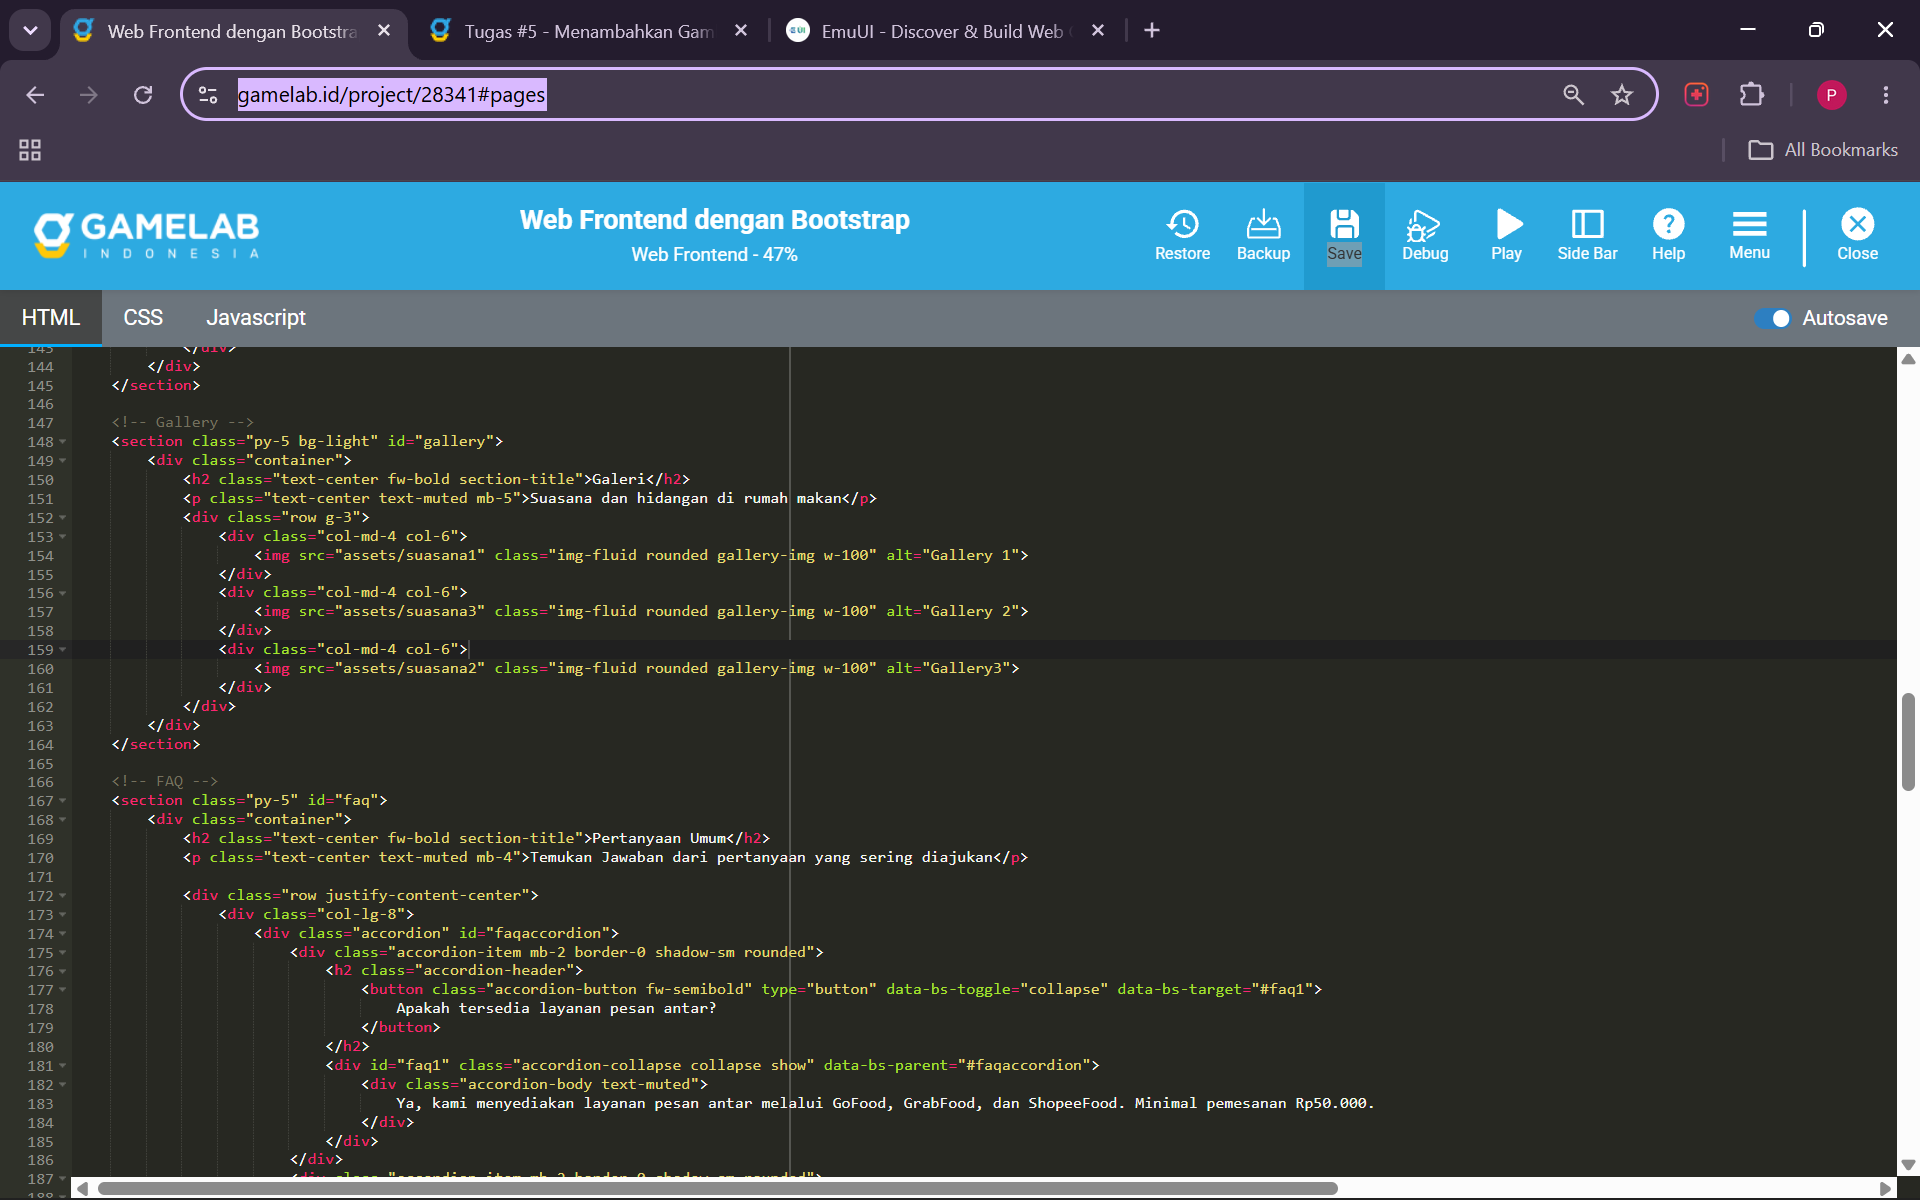 Web Frontend dengan Bootstra
Tugas #5 - Menambahkan Gam
EmuUI - Discover & Build Web
gamelab.id/project/28341#pages
P
All Bookmarks
GAMELAB
INDONESIA
Web Frontend dengan Bootstrap
Web Frontend - 47%
Restore
Backup
Save
Debug
Play
Side Bar
Help
Menu
Close
HTML
CSS
Javascript
Autosave
143 </div>
144 </div>
145 </section>
146
147 <!-- Gallery -->
148 <section class="py-5 bg-light" id="gallery">
149 <div class="container">
150 <h2 class="text-center fw-bold section-title">Galeri</h2>
151 <p class="text-center text-muted mb-5">Suasana dan hidangan di rumah makan</p>
152 <div class="row g-3">
153 <div class="col-md-4 col-6">
154 <img src="assets/suasana1" class="img-fluid rounded gallery-img w-100" alt="Gallery 1">
155 </div>
156 <div class="col-md-4 col-6">
157 <img src="assets/suasana3" class="img-fluid rounded gallery-img w-100" alt="Gallery 2">
158 </div>
159 <div class="col-md-4 col-6">
160 <img src="assets/suasana2" class="img-fluid rounded gallery-img w-100" alt="Gallery3">
161 </div>
162 </div>
163 </div>
164 </section>
165
166 <!-- FAQ -->
167 <section class="py-5" id="faq">
168 <div class="container">
169 <h2 class="text-center fw-bold section-title">Pertanyaan Umum</h2>
170 <p class="text-center text-muted mb-4">Temukan Jawaban dari pertanyaan yang sering diajukan</p>
171
172 <div class="row justify-content-center">
173 <div class="col-lg-8">
174 <div class="accordion" id="faqaccordion">
175 <div class="accordion-item mb-2 border-0 shadow-sm rounded">
176 <h2 class="accordion-header">
177 <button class="accordion-button fw-semibold" type="button" data-bs-toggle="collapse" data-bs-target="#faq1">
178 Apakah tersedia layanan pesan antar?
179 </button>
180 </h2>
181 <div id="faq1" class="accordion-collapse collapse show" data-bs-parent="#faqaccordion">
182 <div class="accordion-body text-muted">
183 Ya, kami menyediakan layanan pesan antar melalui GoFood, GrabFood, dan ShopeeFood. Minimal pemesanan Rp50.000.
184 </div>
185 </div>
186 </div>
187 <div class="accordion-item mb-2 border-0 shadow-sm rounded">
188